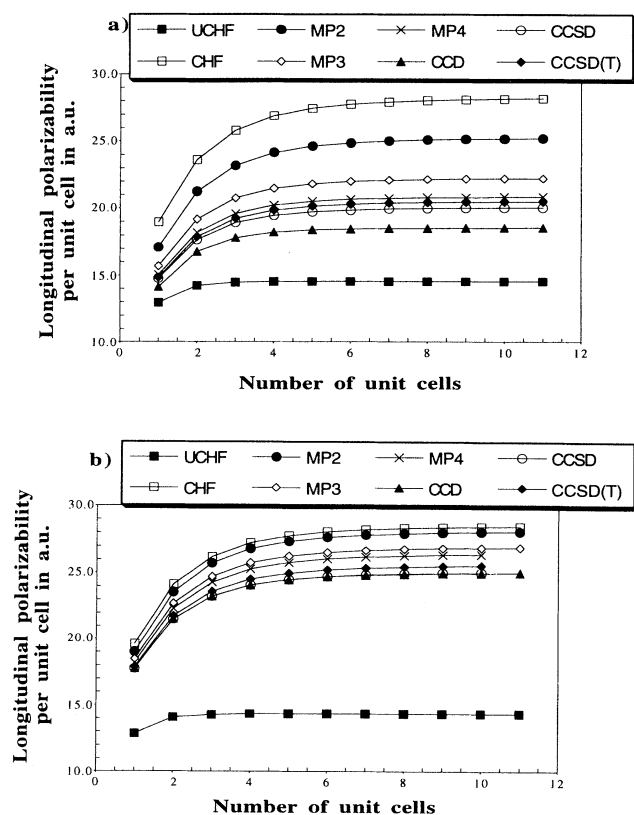 a)
UCHF MP2 MP4 CCSD
CHF MP3 CCD CCSD(T)
Longitudinal polarizability
per unit cell in a.u.
30.0
25.0
20.0
15.0
10.0
0 2 4 6 8 10 12
Number of unit cells
b)
UCHF MP2 MP4 CCSD
CHF MP3 CCD CCSD(T)
Longitudinal polarizability
per unit cell in a.u.
30.0
25.0
20.0
15.0
10.0
0 2 4 6 8 10 12
Number of unit cells